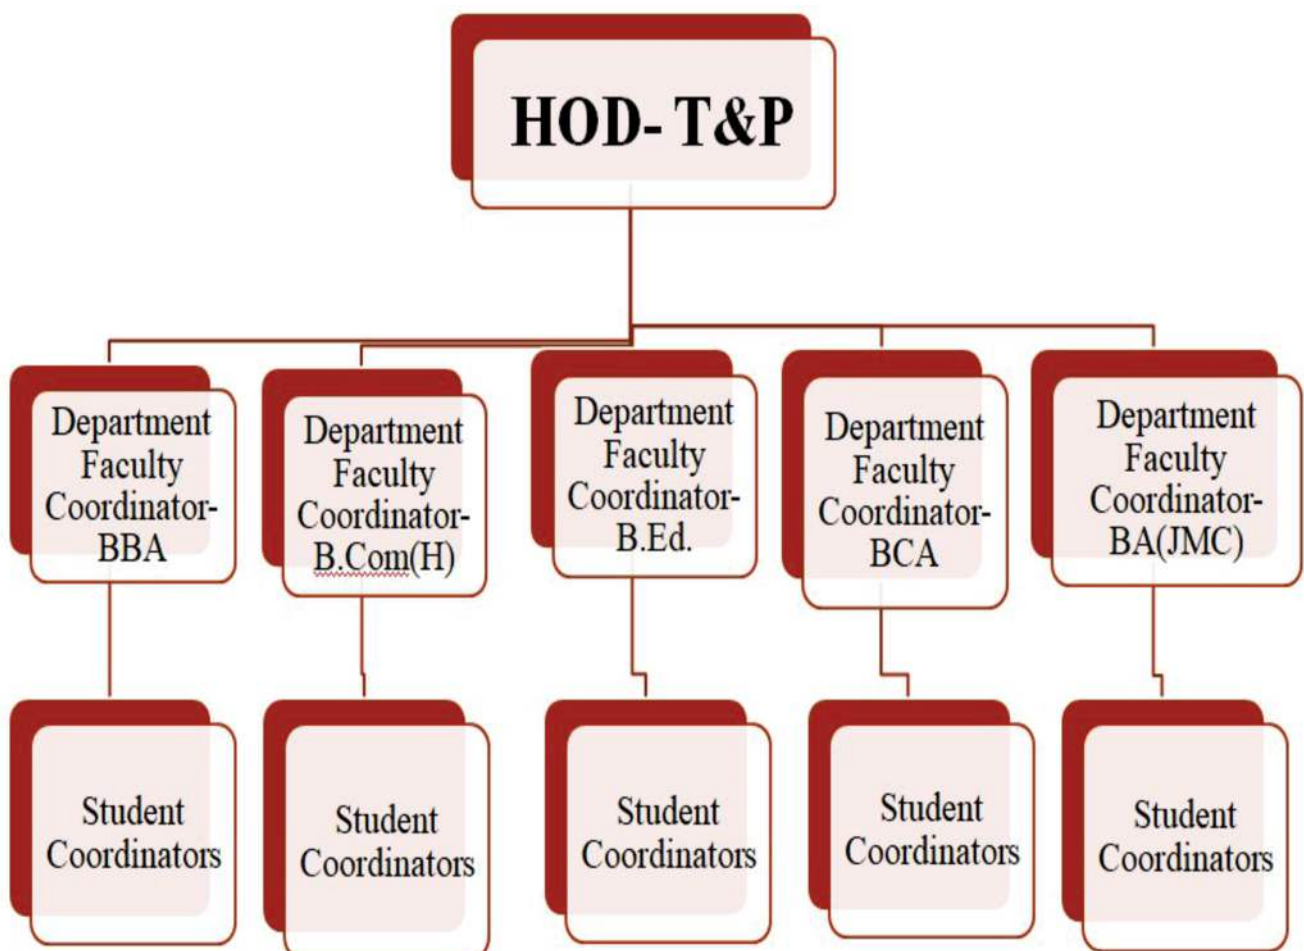 HOD- T&P
Department
Faculty
Coordinator-
BBA
Department
Faculty
Coordinator-
B.Com(H)
Department
Faculty
Coordinator-
B.Ed.
Department
Faculty
Coordinator-
BCA
Department
Faculty
Coordinator-
BA(JMC)
Student
Coordinators
Student
Coordinators
Student
Coordinators
Student
Coordinators
Student
Coordinators